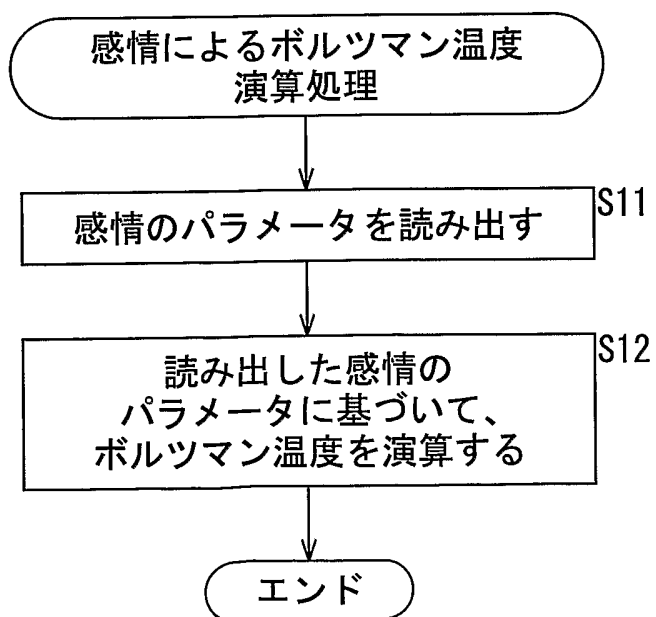 感情によるボルツマン温度
演算処理
感情のパラメータを読み出す
S11
読み出した感情の
パラメータに基づいて、
ボルツマン温度を演算する
S12
エンド